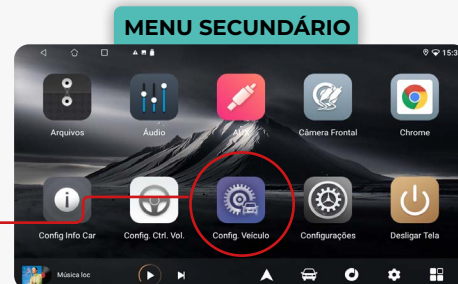 MENU SECUNDÁRIO
15:3
Arquivos
Áudio
AUX
Câmera Frontal
Chrome
Config Info Car
Config. Ctrl. Vol.
Config. Veículo
Configurações
Desligar Tela
Música loc